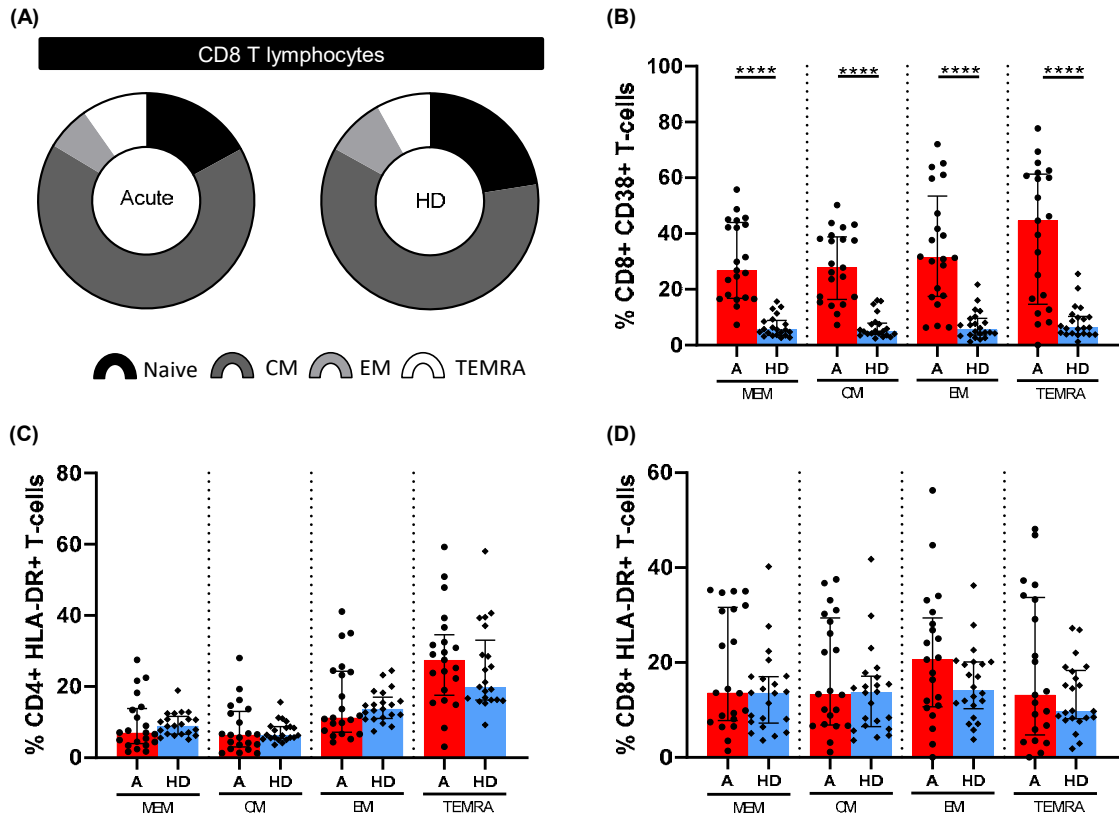 (A)
CD8 T lymphocytes
Acute
HD
Naive CM EM TEMRA
(B)
% CD8+ CD38+ T-cells
100
80
60
40
20
0
**** **** **** ****
A HD A HD A HD A HD
MEM CM EM TEMRA
(C)
% CD4+ HLA-DR+ T-cells
80
60
40
20
0
A HD A HD A HD A HD
MEM CM EM TEMRA
(D)
% CD8+ HLA-DR+ T-cells
60
40
20
0
A HD A HD A HD A HD
MEM CM EM TEMRA